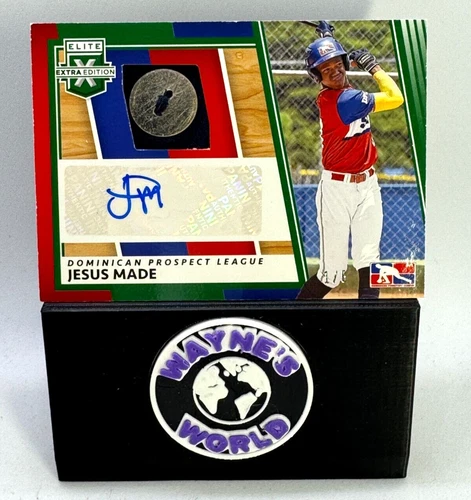 ELITE
X
EXTRA EDITION
DOMINICAN PROSPECT LEAGUE
JESUS MADE
WAYNE'S
WORLD